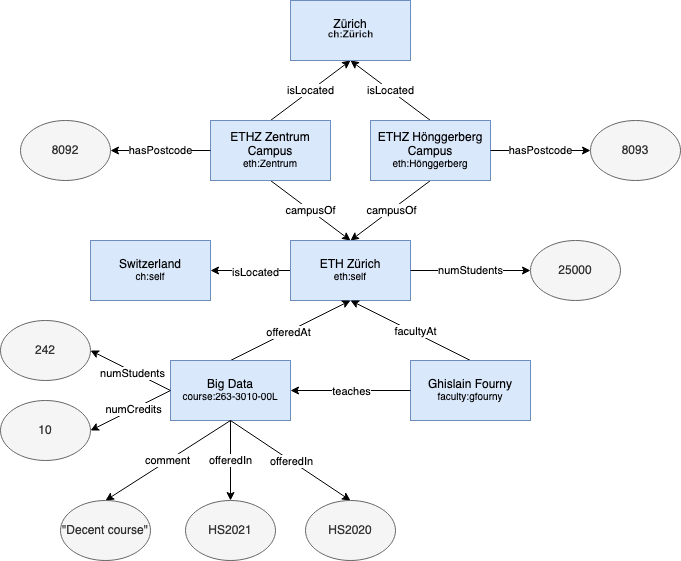 Zürich
ch:Zürich
isLocated
isLocated
8092
hasPostcode
ETHZ Zentrum
Campus
eth:Zentrum
ETHZ Hönggerberg
Campus
eth:Hönggerberg
hasPostcode
8093
campusOf
campusOf
Switzerland
ch:self
isLocated
ETH Zürich
eth:self
numStudents
25000
offeredAt
facultyAt
242
numStudents
Big Data
course:263-3010-00L
teaches
Ghislain Fourny
faculty:gfourny
numCredits
10
comment
offeredIn
offeredIn
"Decent course"
HS2021
HS2020